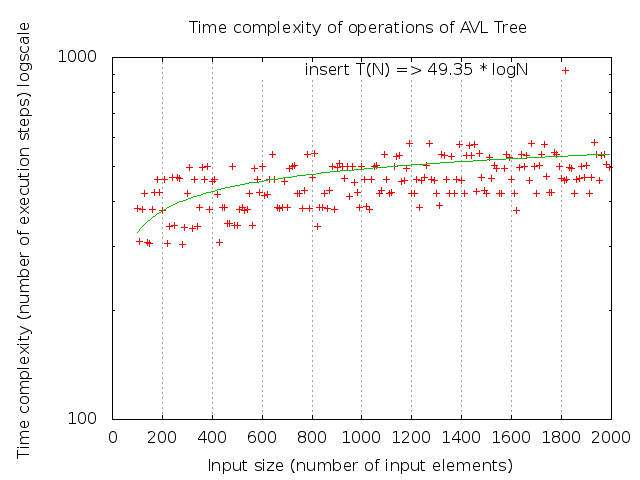 Time complexity of operations of AVL Tree
Time complexity (number of execution steps) logscale
1000
insert T(N) => 49.35 * logN
100
0 200 400 600 800 1000 1200 1400 1600 1800 2000
Input size (number of input elements)